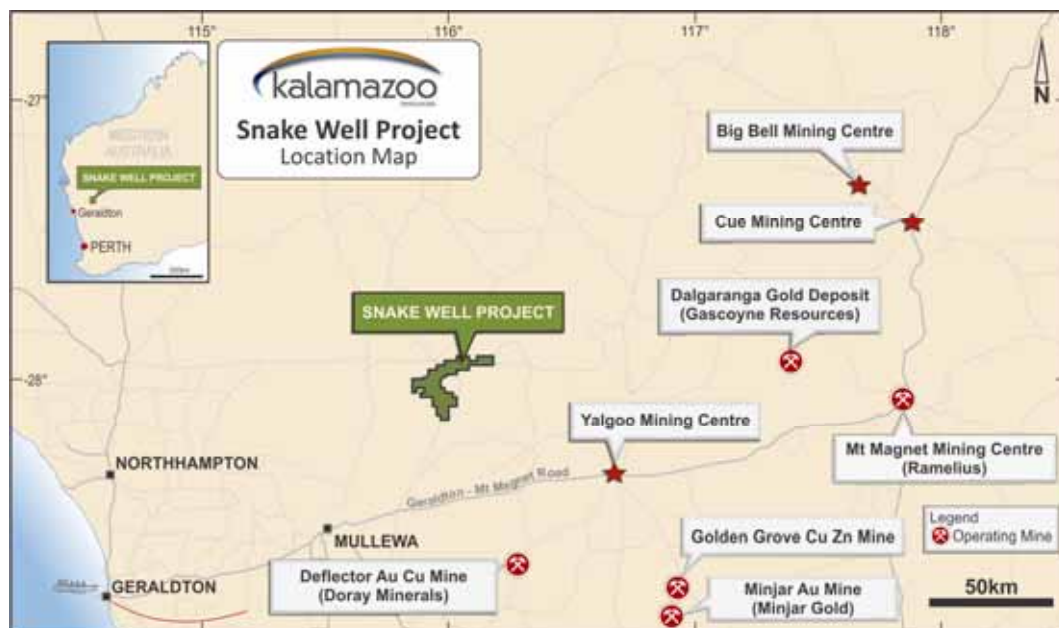 115°
116°
117°
118°
-27°
-28°
WESTERN
AUSTRALIA
SNAKE WELL PROJECT
Geraldton
PERTH
kalamazoo
Snake Well Project
Location Map
N
Big Bell Mining Centre
Cue Mining Centre
Dalgaranga Gold Deposit
(Gascoyne Resources)
SNAKE WELL PROJECT
Yalgoo Mining Centre
Mt Magnet Mining Centre
(Ramelius)
NORTHHAMPTON
Geraldton - Mt Magnet Road
MULLEWA
Deflector Au Cu Mine
(Doray Minerals)
Golden Grove Cu Zn Mine
Minjar Au Mine
(Minjar Gold)
GERALDTON
Legend
Operating Mine
50km